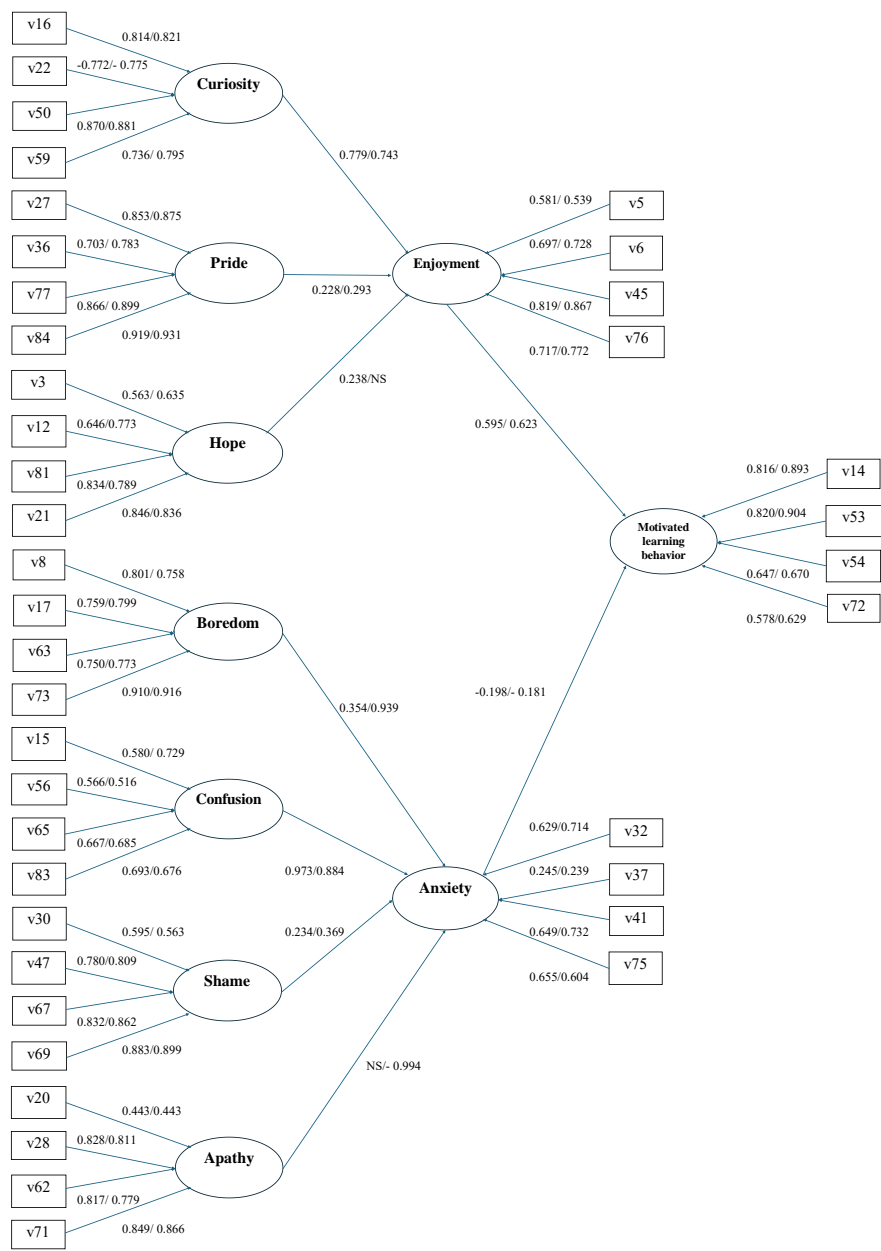 v16
0.814/0.821
v22
-0.772/- 0.775
Curiosity
v50
0.870/0.881
v59
0.736/ 0.795
0.779/0.743
v27
0.853/0.875
v36
0.703/ 0.783
Pride
v77
0.866/ 0.899
v84
0.919/0.931
0.228/0.293
Enjoyment
0.581/ 0.539
v5
0.697/ 0.728
v6
v45
0.819/ 0.867
v76
0.717/0.772
v3
0.563/ 0.635
v12
0.646/0.773
Hope
v81
0.834/0.789
v21
0.846/0.836
0.238/NS
0.595/ 0.623
Motivated
learning
behavior
0.816/ 0.893
v14
0.820/0.904
v53
v54
0.647/ 0.670
v72
0.578/0.629
v8
0.801/ 0.758
v17
0.759/0.799
Boredom
v63
0.750/0.773
v73
0.910/0.916
0.354/0.939
-0.198/- 0.181
v15
0.580/ 0.729
v56
0.566/0.516
Confusion
v65
0.667/0.685
v83
0.693/0.676
0.973/0.884
Anxiety
0.629/0.714
v32
0.245/0.239
v37
v41
0.649/0.732
v75
0.655/0.604
v30
0.595/ 0.563
v47
0.780/0.809
Shame
v67
0.832/0.862
v69
0.883/0.899
0.234/0.369
v20
0.443/0.443
v28
0.828/0.811
Apathy
v62
0.817/ 0.779
v71
0.849/ 0.866
NS/- 0.994